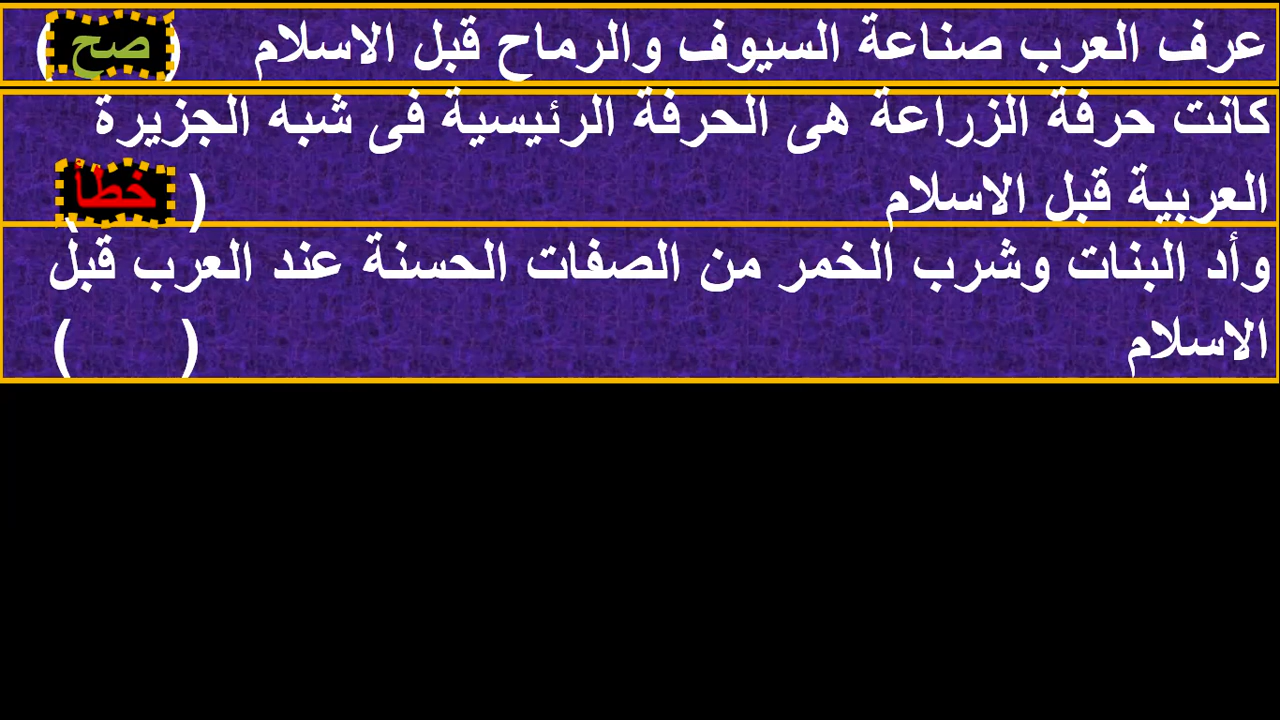 عرف العرب صناعة السيوف والرماح قبل الاسلام (صح)
كانت حرفة الزراعة هى الحرفة الرئيسية فى شبه الجزيرة
العربية قبل الاسلام ( خطأ
وأد البنات وشرب الخمر من الصفات الحسنة عند العرب قبل
الاسلام ( )